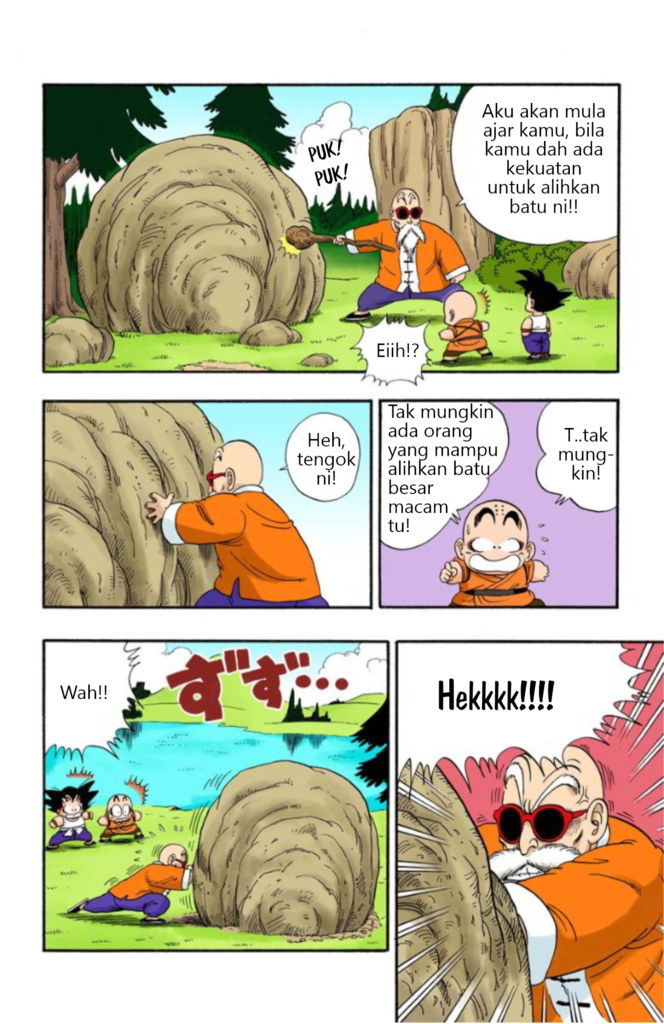 Aku akan mula
ajar kamu, bila
kamu dah ada
kekuatan
untuk alihkan
batu ni!!
PUK!
PUK!
Eiih!?
T..tak
mung-
kin!
Tak mungkin
ada orang
yang mampu
alihkan batu
besar
macam
tu!
Heh,
tengok
ni!
Hekkkk!!!!
ずずっ…
Wah!!